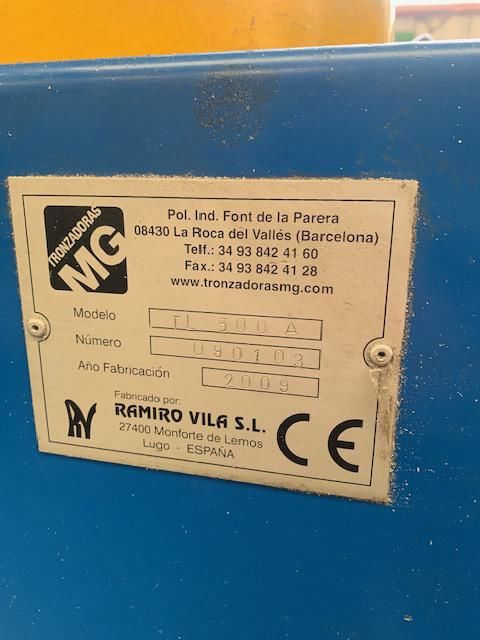 TRONZADORAS
MG
Pol. Ind. Font de la Parera
08430 La Roca del Vallés (Barcelona)
Telf.: 34 93 842 41 60
Fax.: 34 93 842 41 28
www.tronzadorasmg.com
Modelo TL 500 A
Número 090103
Año Fabricación 2009
Fabricado por:
RV RAMIRO VILA S.L.
27400 Monforte de Lemos
Lugo - ESPAÑA
CE